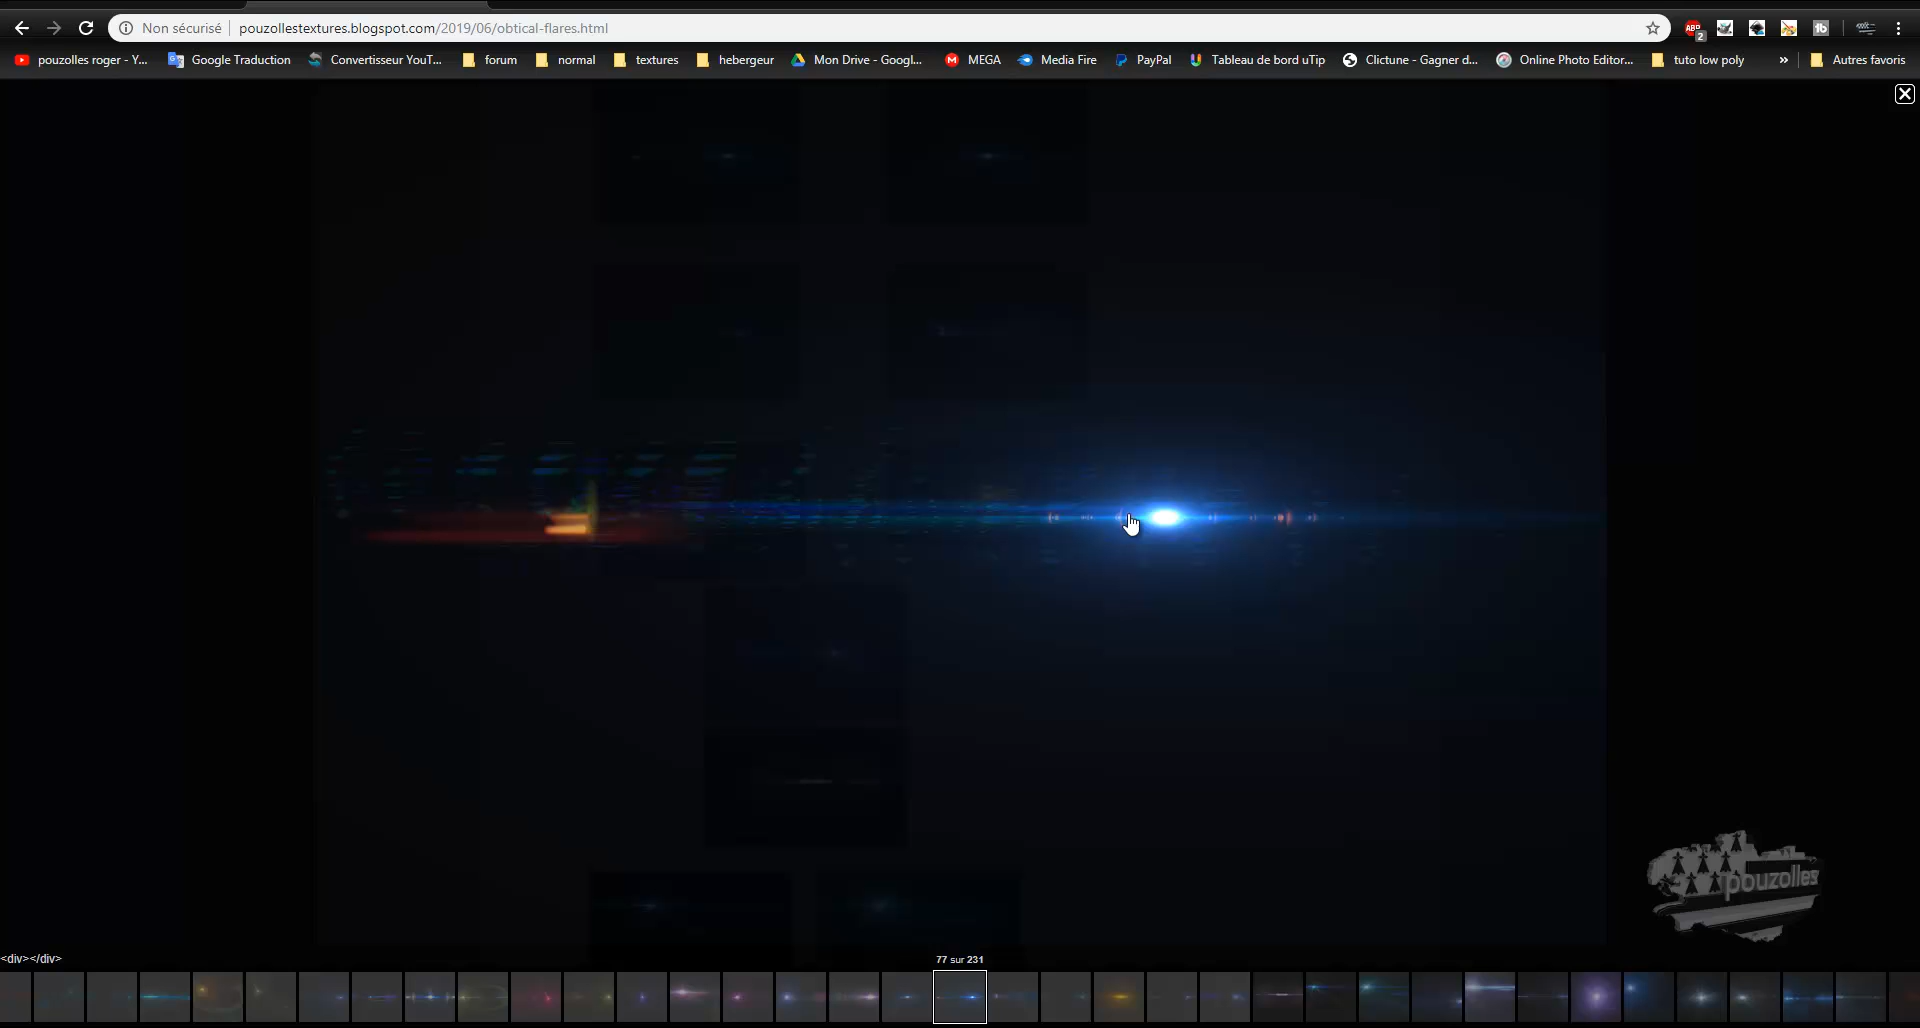 Non sécurisé pouzollestextures.blogspot.com/2019/06/obtical-flares.html
ABP 2
pouzolles roger - Y... Google Traduction Convertisseur YouT... forum normal textures hebergeur Mon Drive - Googl... MEGA Media Fire PayPal Tableau de bord uTip Clictune - Gagner d... Online Photo Editor... tuto low poly » Autres favoris
pouzolles
<div></div>
77 sur 231